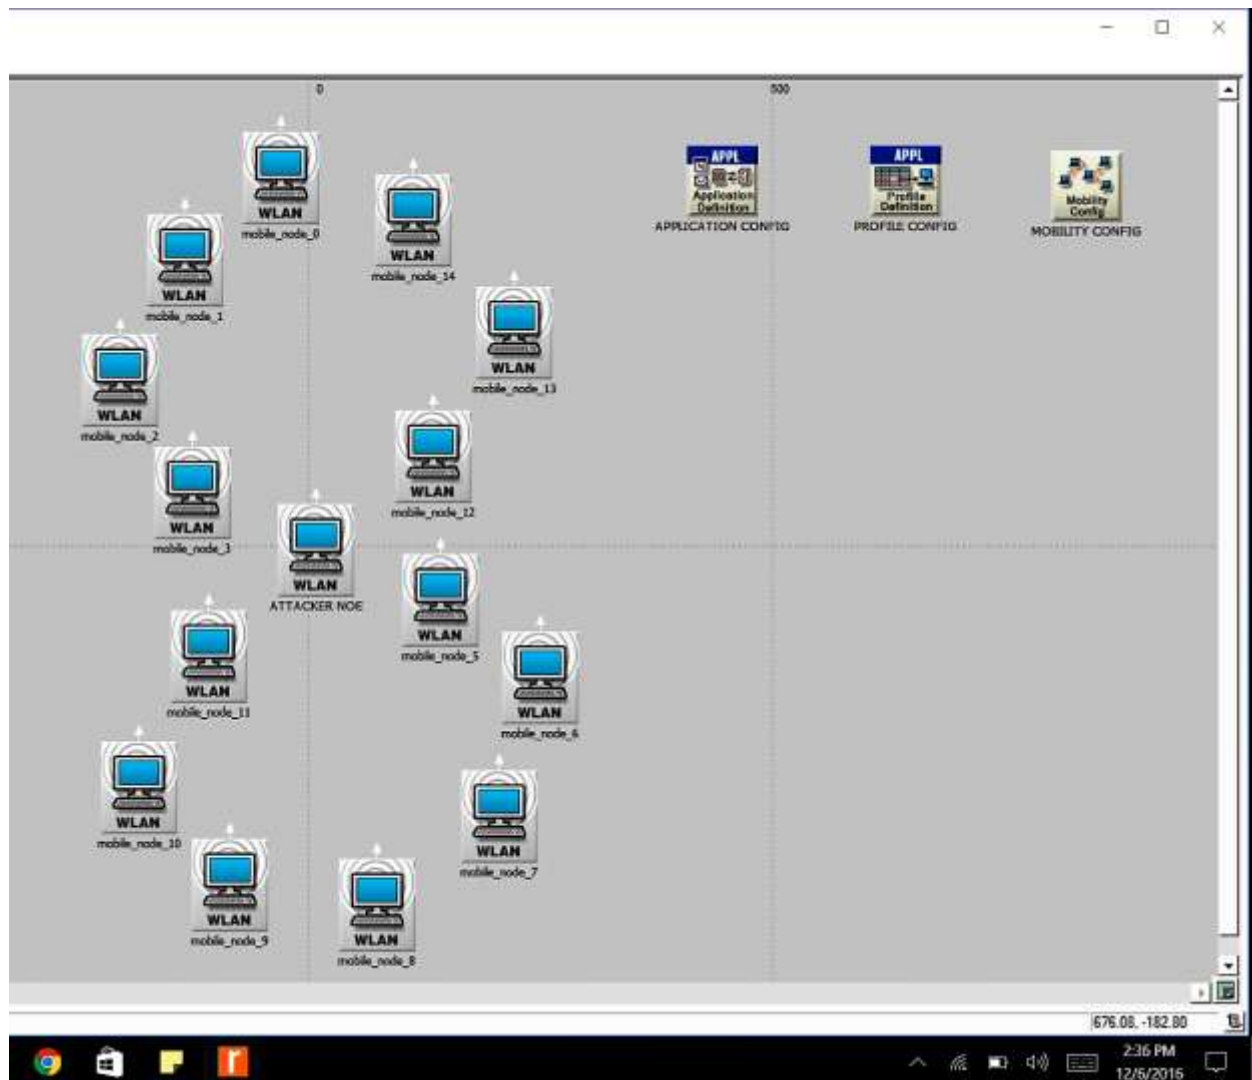 0
500
WLAN
mobile_node_0
WLAN
mobile_node_14
APPL
Application
Definition
APPLICATION CONFIG
APPL
Profile
Definition
PROFILE CONFIG
Mobility
Config
MOBILITY CONFIG
WLAN
mobile_node_1
WLAN
mobile_node_13
WLAN
mobile_node_2
WLAN
mobile_node_12
WLAN
mobile_node_3
WLAN
ATTACKER NOE
WLAN
mobile_node_5
WLAN
mobile_node_11
WLAN
mobile_node_6
WLAN
mobile_node_10
WLAN
mobile_node_7
WLAN
mobile_node_9
WLAN
mobile_node_8
676.08, -182.80
2:36 PM
12/6/2016